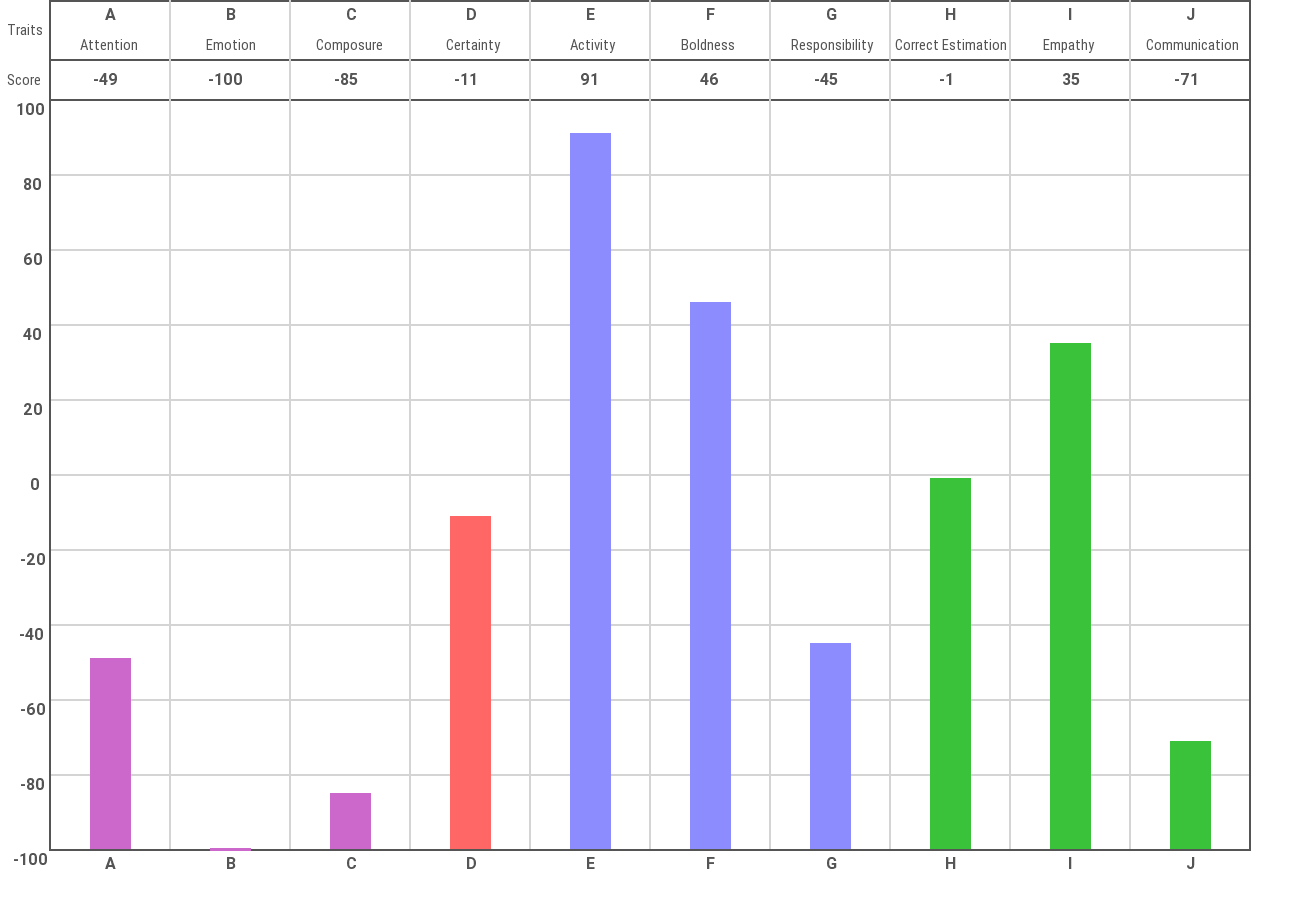 A B C D E F G H I J
Traits
Attention Emotion Composure Certainty Activity Boldness Responsibility Correct Estimation Empathy Communication
Score -49 -100 -85 -11 91 46 -45 -1 35 -71
100
80
60
40
20
0
-20
-40
-60
-80
-100
A B C D E F G H I J